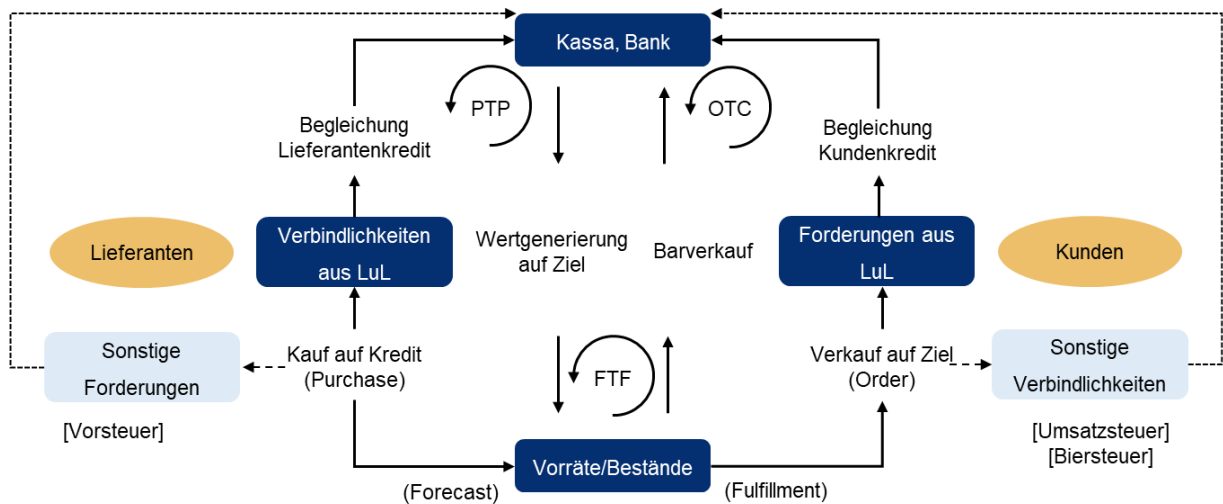 Kassa, Bank
PTP
OTC
Begleichung
Lieferantenkredit
Begleichung
Kundenkredit
Lieferanten
Verbindlichkeiten
aus LuL
Wertgenerierung
auf Ziel
Barverkauf
Forderungen aus
LuL
Kunden
Sonstige
Forderungen
Kauf auf Kredit
(Purchase)
FTF
Verkauf auf Ziel
(Order)
Sonstige
Verbindlichkeiten
[Vorsteuer]
[Umsatzsteuer]
[Biersteuer]
Vorräte/Bestände
(Forecast)
(Fulfillment)